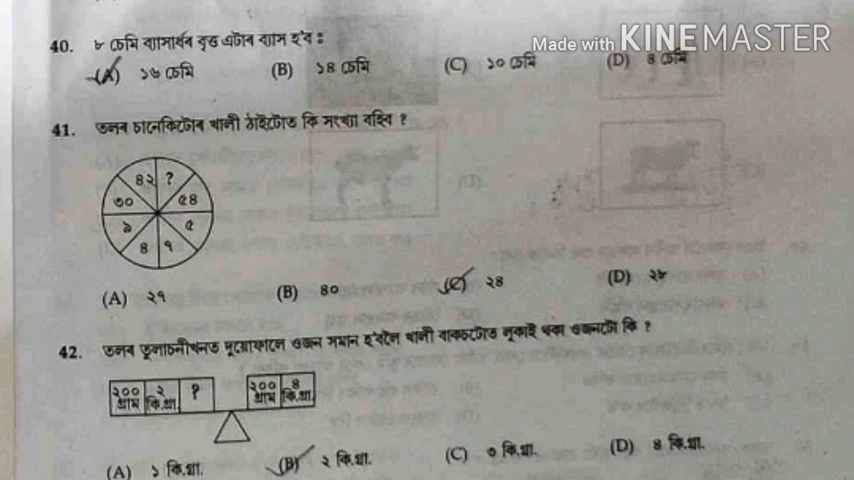 Made with KINEMASTER
40. ৮ চেমি ব্যাসাৰ্ধৰ বৃত্ত এটাৰ ব্যাস হ'ব :
(A) ১৬ চেমি (B) ১৪ চেমি (C) ১০ চেমি (D) ৪ চেমি
41. তলৰ চানেকিটোৰ খালী ঠাইটোত কি সংখ্যা বহিব ?
৪২ ?
৩০ ৫৪
৯ ৫
৪ ৭
(A) ২৭ (B) ৪০ (C) ২৪ (D) ২৮
42. তলৰ তুলাচনীখনত দুয়োফালে ওজন সমান হ'বলৈ খালী বাকচটোত লুকাই থকা ওজনটো কি ?
২০০ ২ ? ২০০ ৪
গ্ৰাম কি.গ্ৰা. গ্ৰাম কি.গ্ৰা.
(A) ১ কি.গ্ৰা. (B) ২ কি.গ্ৰা. (C) ৩ কি.গ্ৰা. (D) ৪ কি.গ্ৰা.